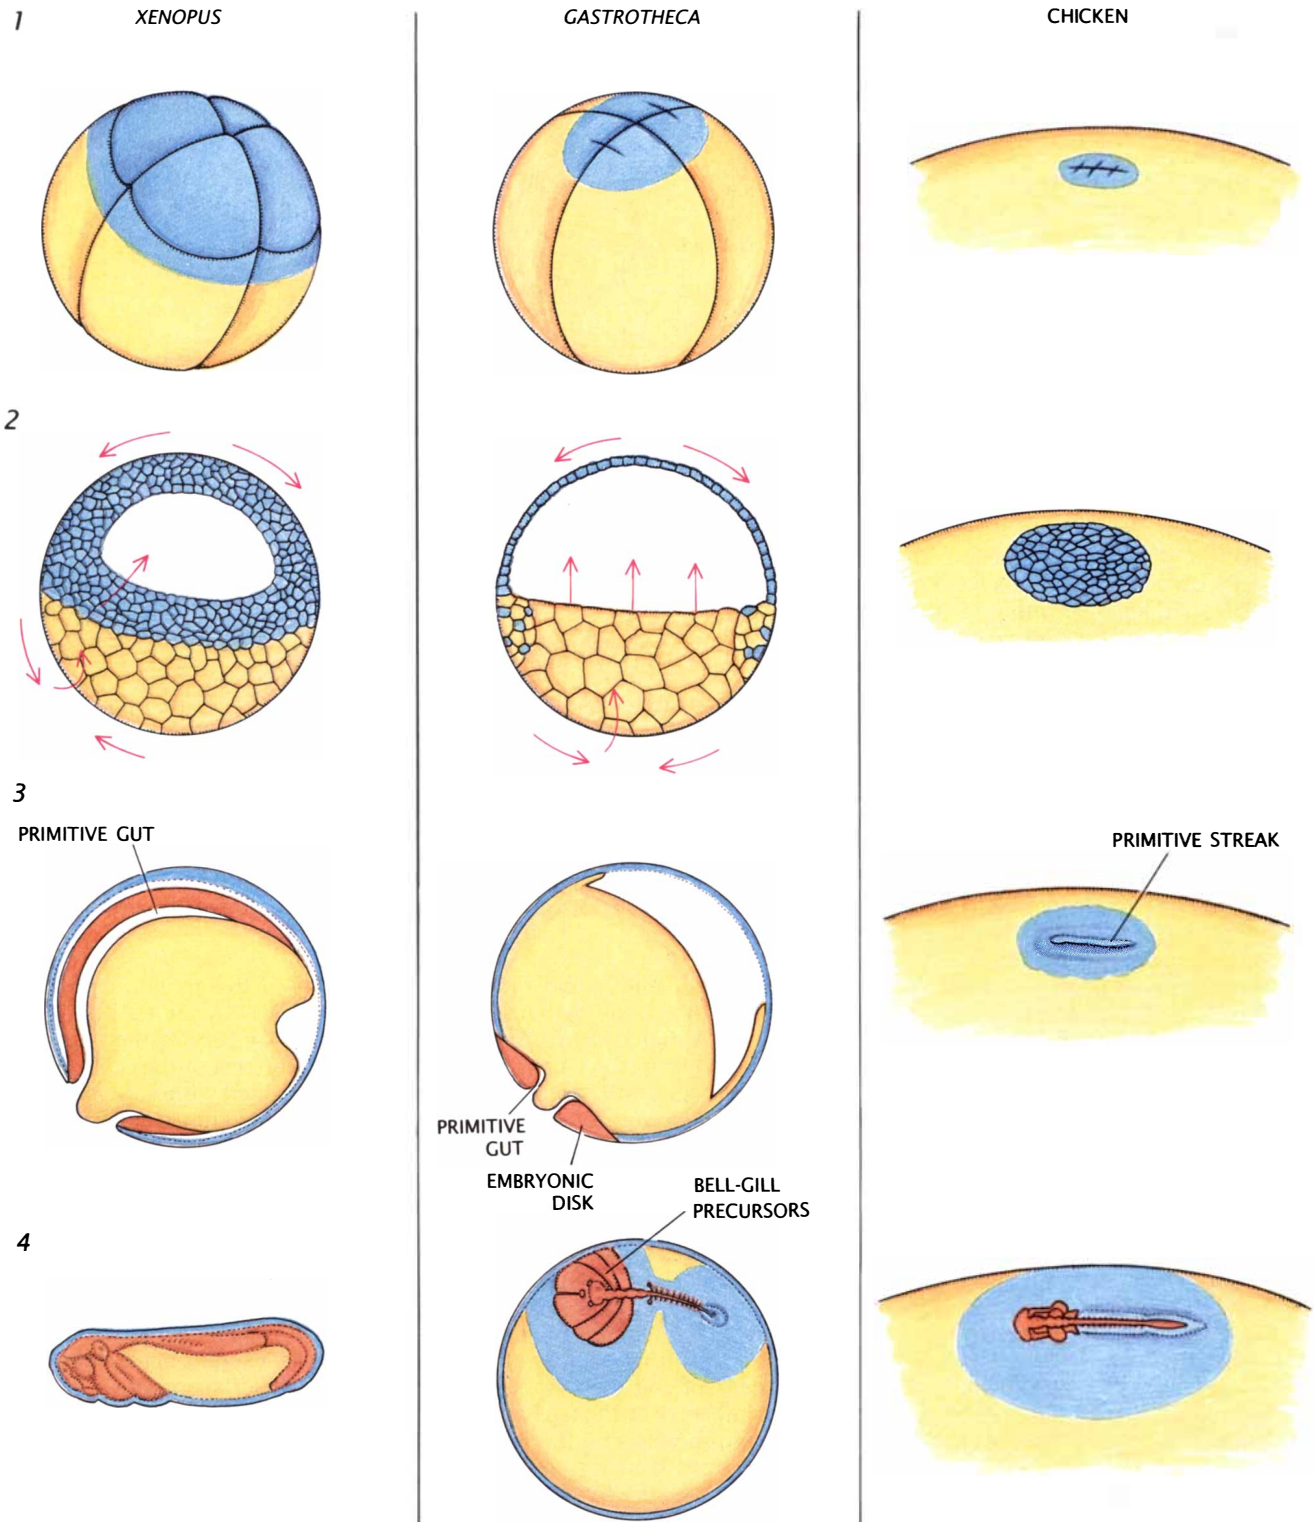 1
XENOPUS
GASTROTHECA
CHICKEN
2
3
PRIMITIVE GUT
PRIMITIVE STREAK
PRIMITIVE
GUT
EMBRYONIC
DISK
BELL-GILL
PRECURSORS
4